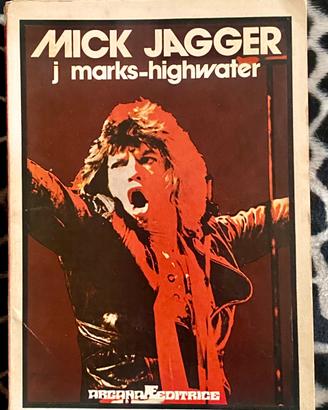 MICK JAGGER
j marks-highwater
ARCANA EDITRICE